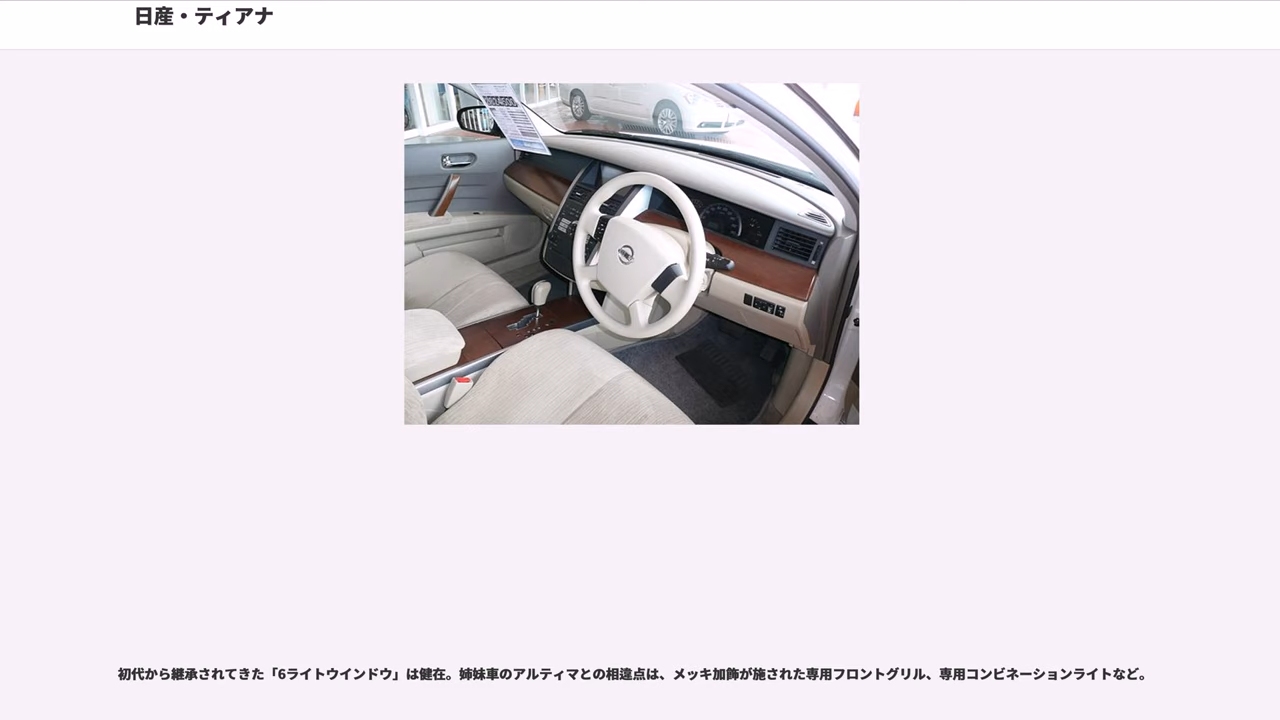 日産・ティアナ
初代から継承されてきた「6ライトウインドウ」は健在。姉妹車のアルティマとの相違点は、メッキ加飾が施された専用フロントグリル、専用コンビネーションライトなど。